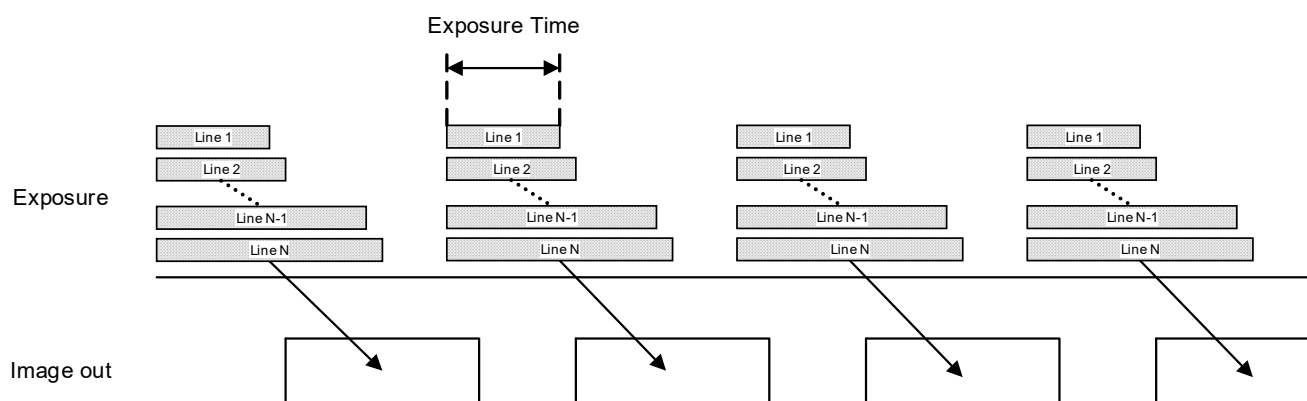 Exposure Time
Line 1 Line 1 Line 1 Line 1
Line 2 Line 2 Line 2 Line 2
Exposure
Line N-1 Line N-1 Line N-1 Line N-1
Line N Line N Line N Line N
Image out